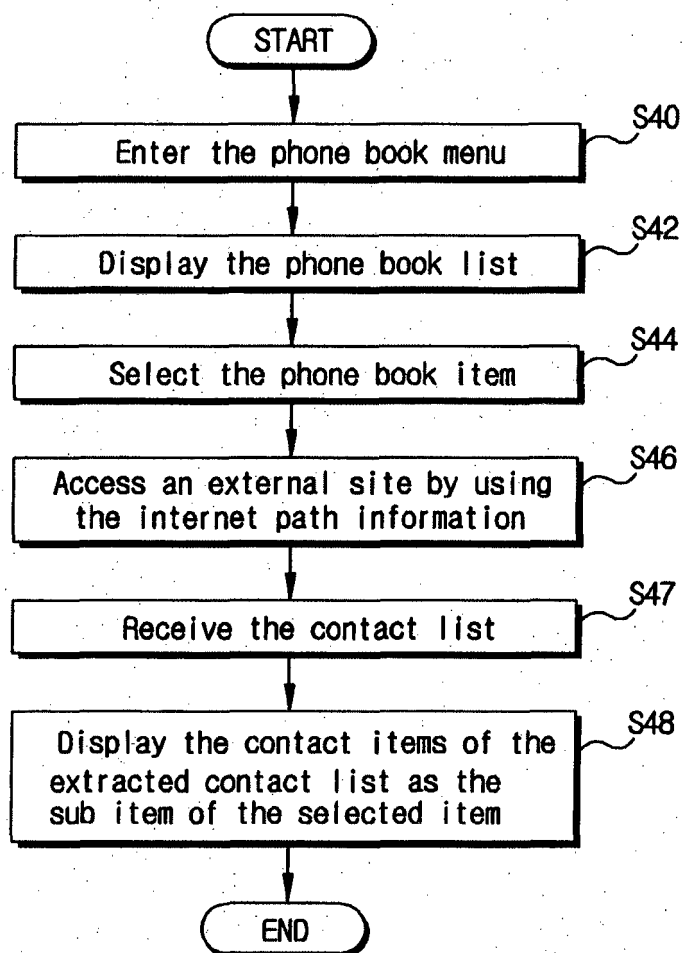 START
S40
Enter the phone book menu
S42
Display the phone book list
S44
Select the phone book item
S46
Access an external site by using
the internet path information
S47
Receive the contact list
S48
Display the contact items of the
extracted contact list as the
sub item of the selected item
END